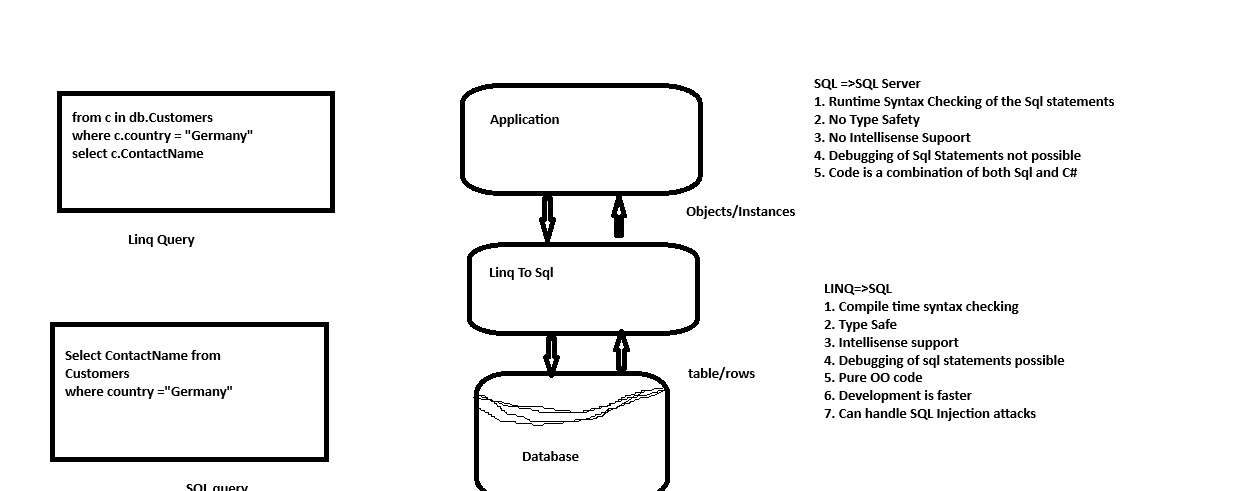 from c in db.Customers
where c.country = "Germany"
select c.ContactName
Linq Query
Select ContactName from
Customers
where country ="Germany"
SQL query
Application
Objects/Instances
Linq To Sql
table/rows
Database
SQL =>SQL Server
1. Runtime Syntax Checking of the Sql statements
2. No Type Safety
3. No Intellisense Supoort
4. Debugging of Sql Statements not possible
5. Code is a combination of both Sql and C#
LINQ=>SQL
1. Compile time syntax checking
2. Type Safe
3. Intellisense support
4. Debugging of sql statements possible
5. Pure OO code
6. Development is faster
7. Can handle SQL Injection attacks